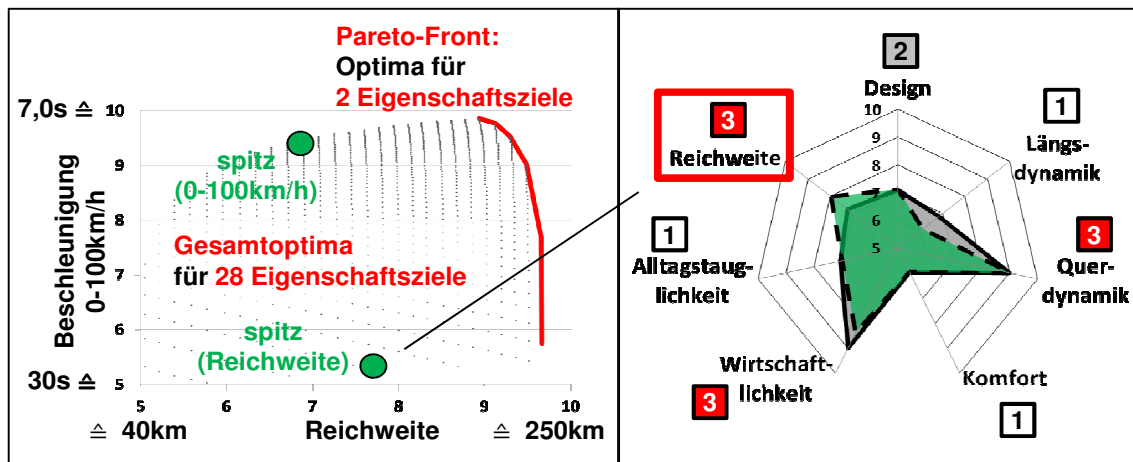 Pareto-Front:
Optima für
2 Eigenschaftsziele
7,0s ≙
Beschleunigung
0-100km/h
30s ≙
10
9
8
7
6
5
spitz
(0-100km/h)
Gesamtoptima
für 28 Eigenschaftsziele
spitz
(Reichweite)
5 6 7 8 9 10
≙ 40km Reichweite ≙ 250km
2
Design
10
9
8
7
6
5
1
Längs-
dynamik
3
Quer-
dynamik
Komfort
1
Wirtschaft-
lichkeit
3
1
Alltagstaug-
lichkeit
3
Reichweite